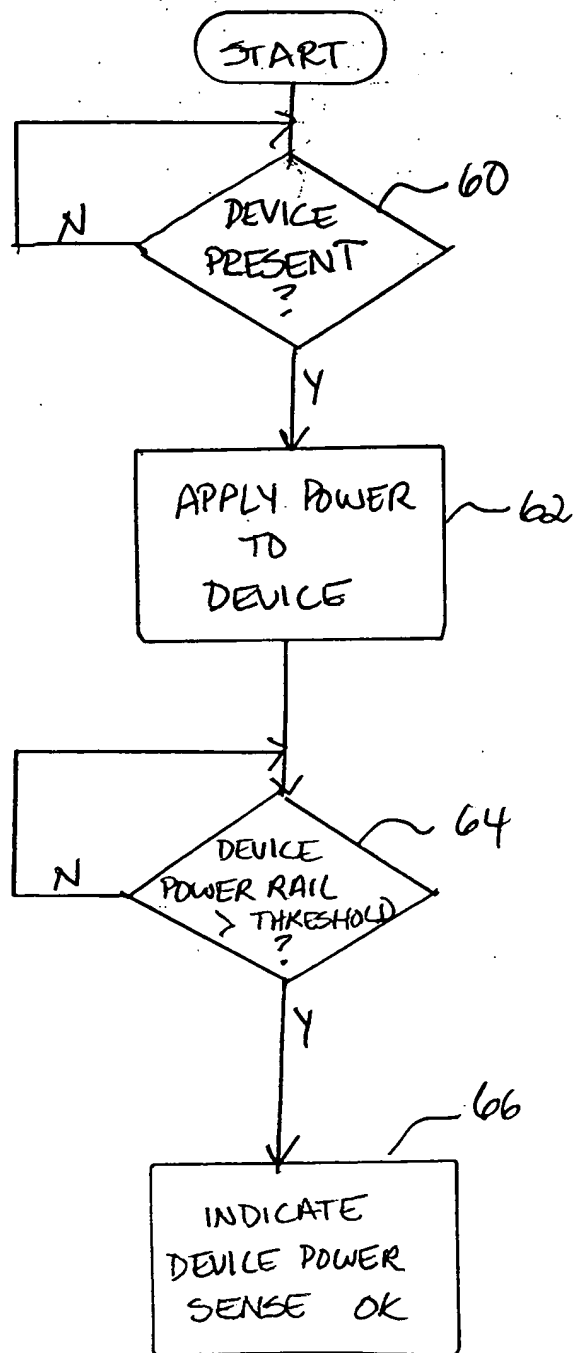 START
60
DEVICE
PRESENT
?
N
Y
APPLY POWER
TO
DEVICE
62
64
DEVICE
POWER RAIL
> THRESHOLD
?
N
Y
66
INDICATE
DEVICE POWER
SENSE OK